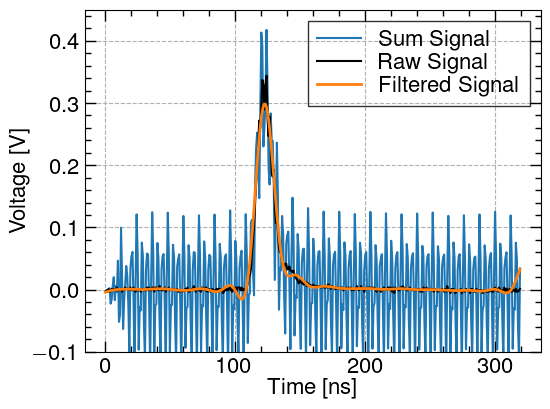 Sum Signal
Raw Signal
Filtered Signal
Voltage [V]
0.4
0.3
0.2
0.1
0.0
−0.1
0
100
200
300
Time [ns]